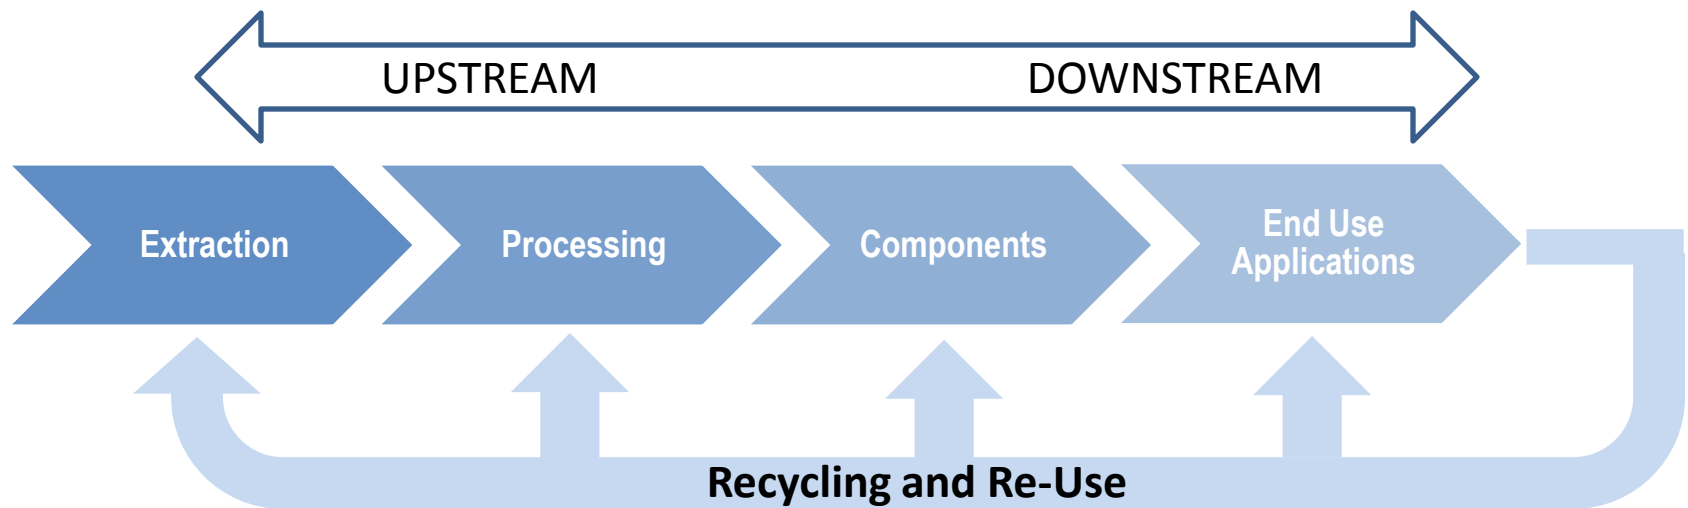 UPSTREAM DOWNSTREAM
Extraction
Processing
Components
End Use
Applications
Recycling and Re-Use